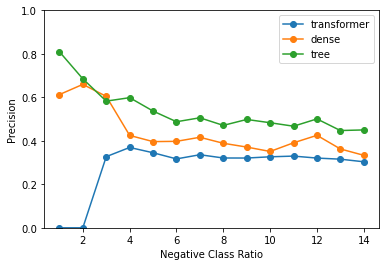 transformer
dense
tree
1.0
0.8
0.6
0.4
0.2
0.0
Precision
2 4 6 8 10 12 14
Negative Class Ratio